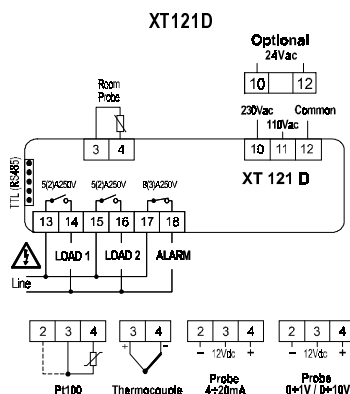 XT121D
Optional
24Vac
10 12
Room
Probe
230Vac Common
110Vac
3 4
10 11 12
XT 121 D
TTL (RS485)
5(2)A250V 5(2)A250V 8(3)A250V
13 14 15 16 17 18
LOAD 1 LOAD 2 ALARM
Line
2 3 4
3 4
2 3 4
2 3 4
+ -
- 12Vdc +
- 12Vdc +
Pt100
Thermocouple
Probe
4÷20mA
Probe
0÷1V / 0÷10V